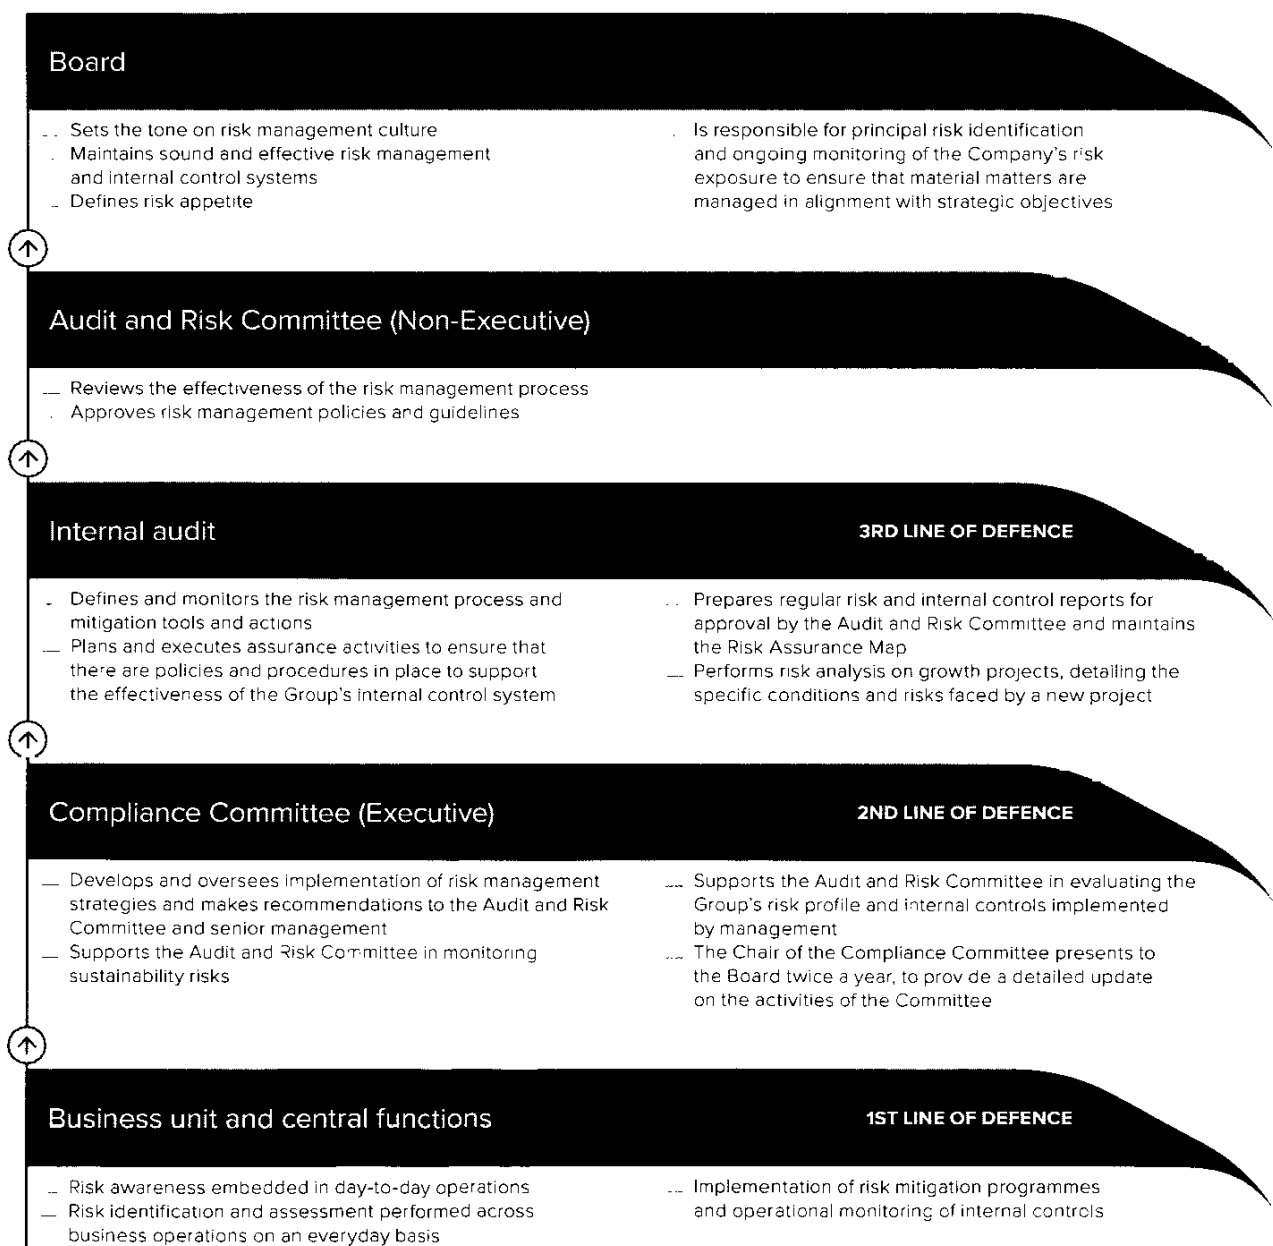 Board
Sets the tone on risk management culture
Maintains sound and effective risk management
and internal control systems
Defines risk appetite
Is responsible for principal risk identification
and ongoing monitoring of the Company's risk
exposure to ensure that material matters are
managed in alignment with strategic objectives
Audit and Risk Committee (Non-Executive)
Reviews the effectiveness of the risk management process
Approves risk management policies and guidelines
Internal audit
3RD LINE OF DEFENCE
Defines and monitors the risk management process and
mitigation tools and actions
Plans and executes assurance activities to ensure that
there are policies and procedures in place to support
the effectiveness of the Group's internal control system
Prepares regular risk and internal control reports for
approval by the Audit and Risk Committee and maintains
the Risk Assurance Map
Performs risk analysis on growth projects, detailing the
specific conditions and risks faced by a new project
Compliance Committee (Executive)
2ND LINE OF DEFENCE
Develops and oversees implementation of risk management
strategies and makes recommendations to the Audit and Risk
Committee and senior management
Supports the Audit and Risk Committee in monitoring
sustainability risks
Supports the Audit and Risk Committee in evaluating the
Group's risk profile and internal controls implemented
by management
The Chair of the Compliance Committee presents to
the Board twice a year, to provide a detailed update
on the activities of the Committee
Business unit and central functions
1ST LINE OF DEFENCE
Risk awareness embedded in day-to-day operations
Risk identification and assessment performed across
business operations on an everyday basis
Implementation of risk mitigation programmes
and operational monitoring of internal controls